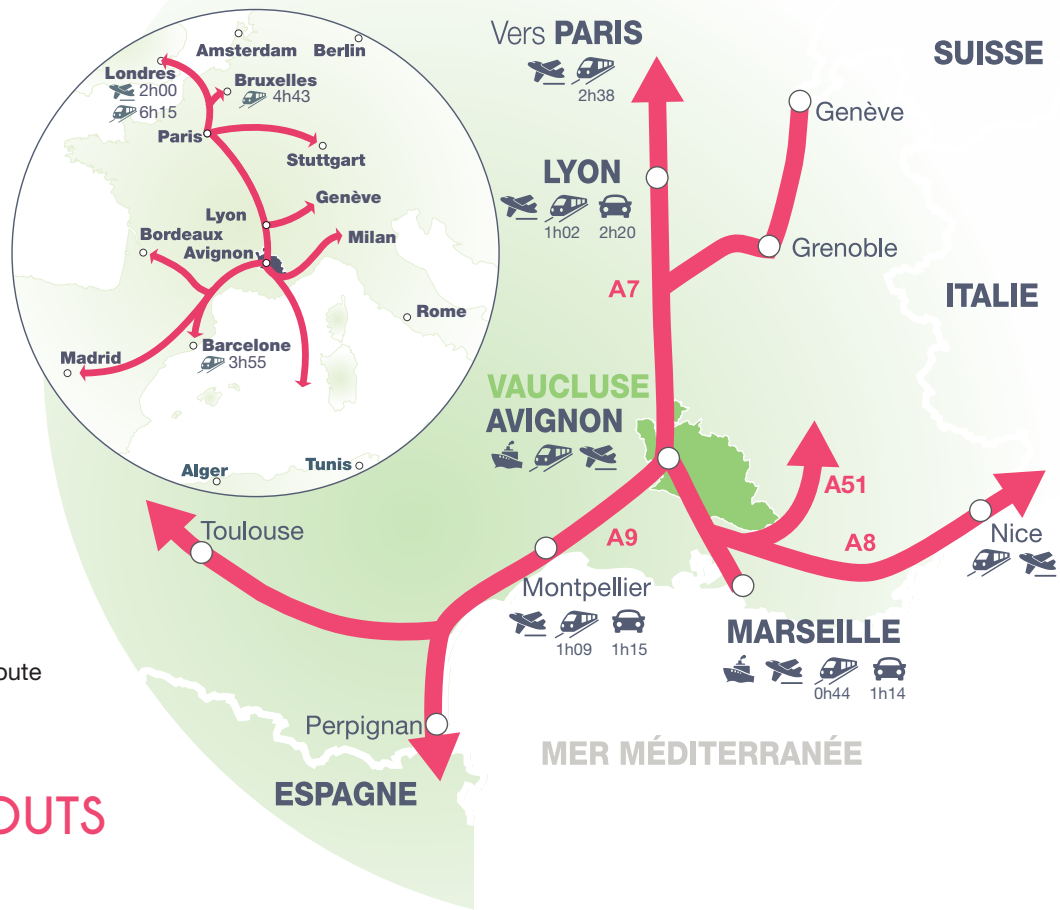 Amsterdam
Berlin
Londres
2h00
6h15
Bruxelles
4h43
Paris
Stuttgart
Lyon
Genève
Bordeaux
Avignon
Milan
Rome
Barcelone
3h55
Madrid
Alger
Tunis
Vers PARIS
2h38
SUISSE
Genève
LYON
1h02 2h20
Grenoble
A7
ITALIE
VAUCLUSE
AVIGNON
A51
Toulouse
A9
A8
Nice
Montpellier
1h09 1h15
MARSEILLE
0h44 1h14
Perpignan
MER MÉDITERRANÉE
ESPAGNE
OUTS